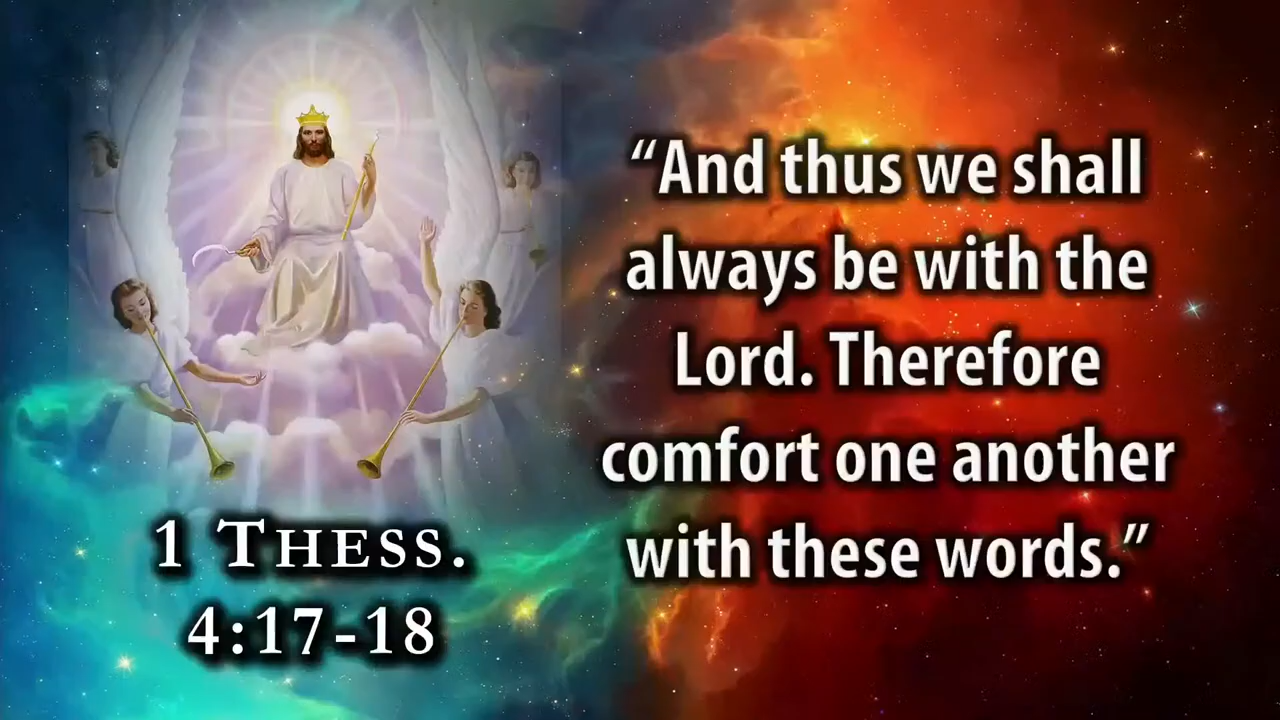 “And thus we shall
always be with the
Lord. Therefore
comfort one another
with these words.”
1 THESS.
4:17-18